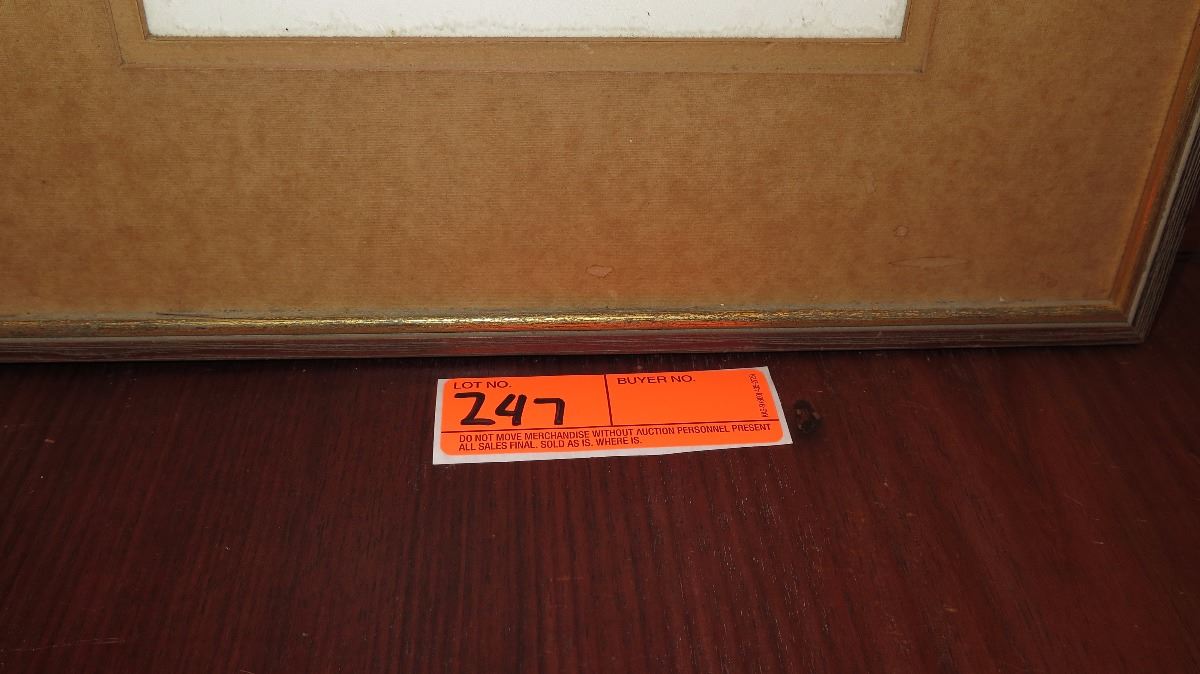 LOT NO. BUYER NO.
247
DO NOT MOVE MERCHANDISE WITHOUT AUCTION PERSONNEL PRESENT
ALL SALES FINAL. SOLD AS IS. WHERE IS.